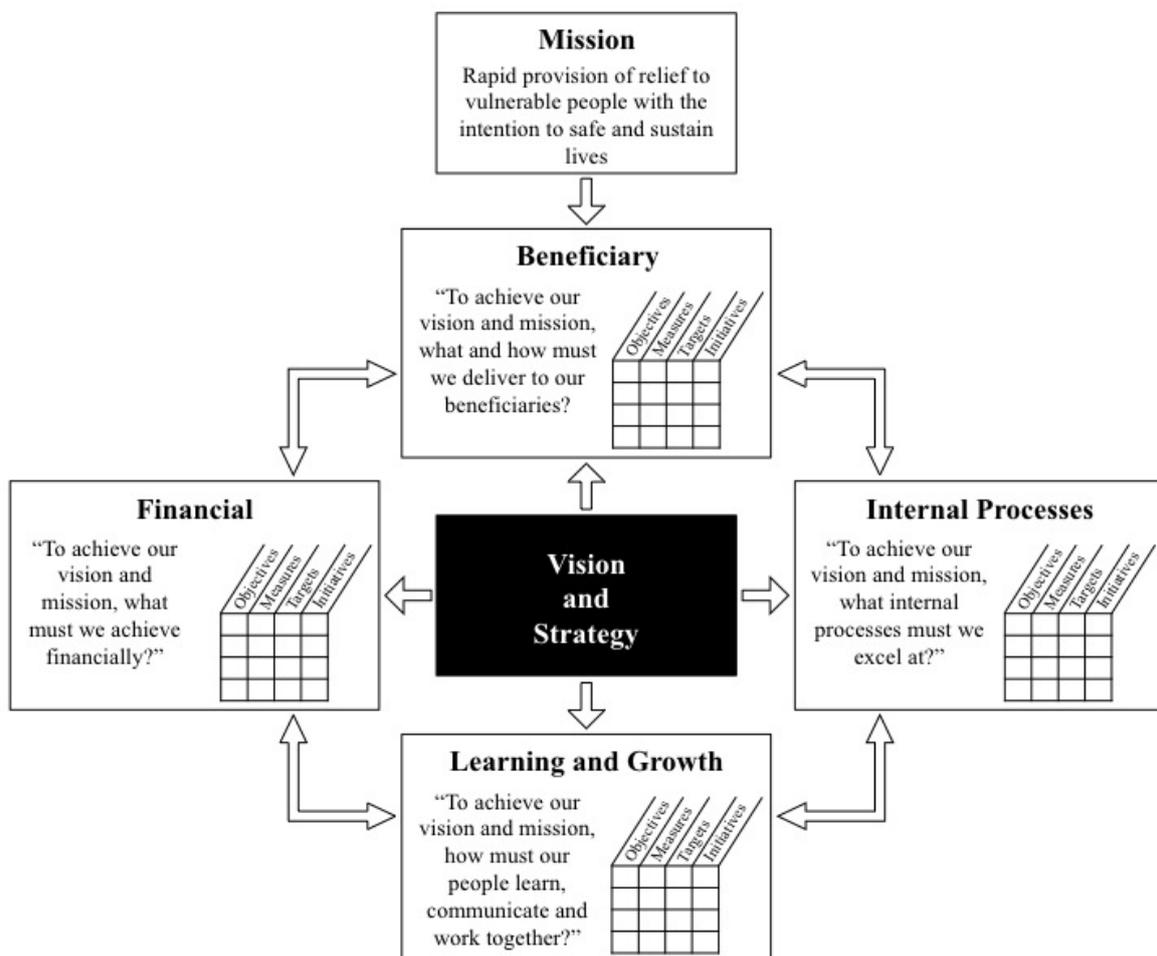 Mission
Rapid provision of relief to
vulnerable people with the
intention to safe and sustain
lives
Beneficiary
“To achieve our
vision and mission,
what and how must
we deliver to our
beneficiaries?
Objectives
Measures
Targets
Initiatives
Financial
“To achieve our
vision and
mission, what
must we achieve
financially?”
Objectives
Measures
Targets
Initiatives
Vision
and
Strategy
Internal Processes
“To achieve our
vision and mission,
what internal
processes must we
excel at?”
Objectives
Measures
Targets
Initiatives
Learning and Growth
“To achieve our
vision and mission,
how must our
people learn,
communicate and
work together?”
Objectives
Measures
Targets
Initiatives